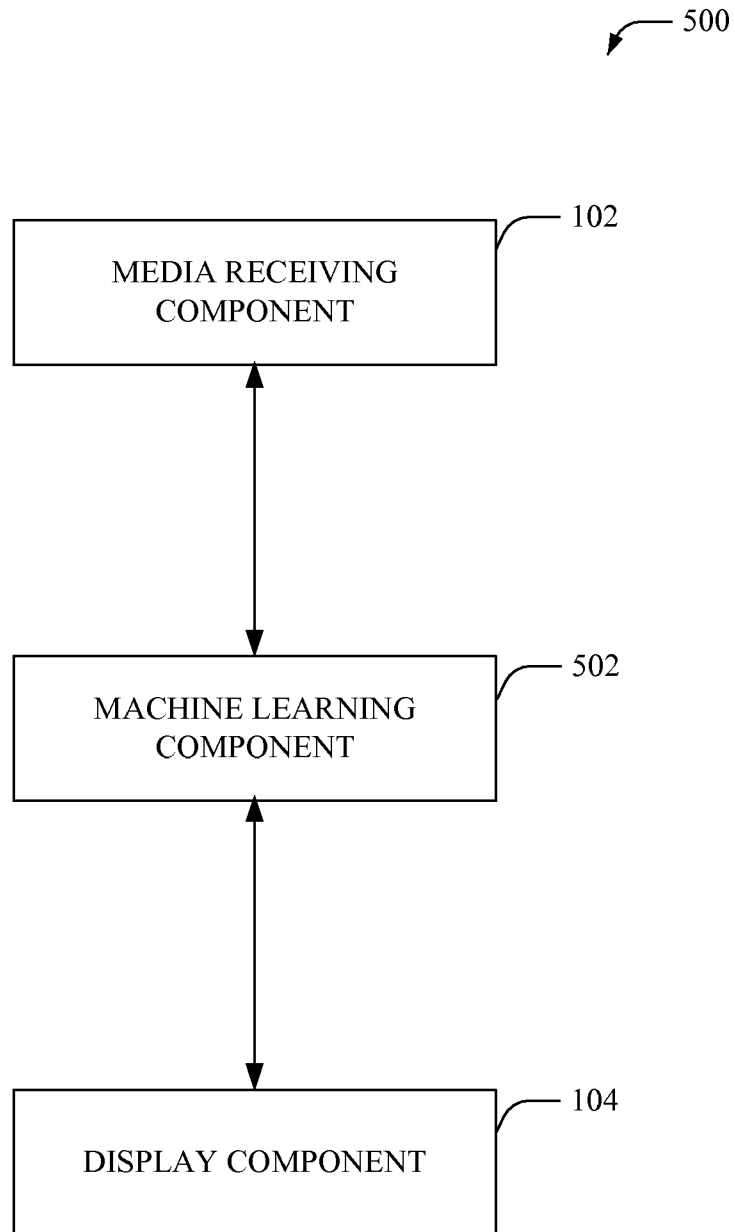 500
102
MEDIA RECEIVING
COMPONENT
502
MACHINE LEARNING
COMPONENT
104
DISPLAY COMPONENT